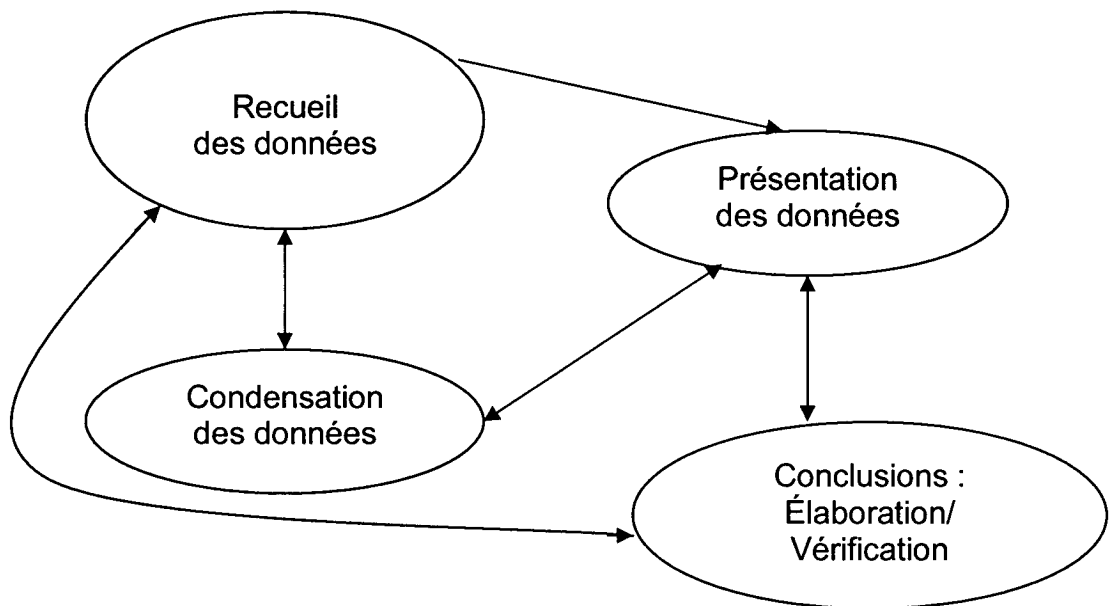 Recueil
des données
Présentation
des données
Condensation
des données
Conclusions :
Élaboration/
Vérification